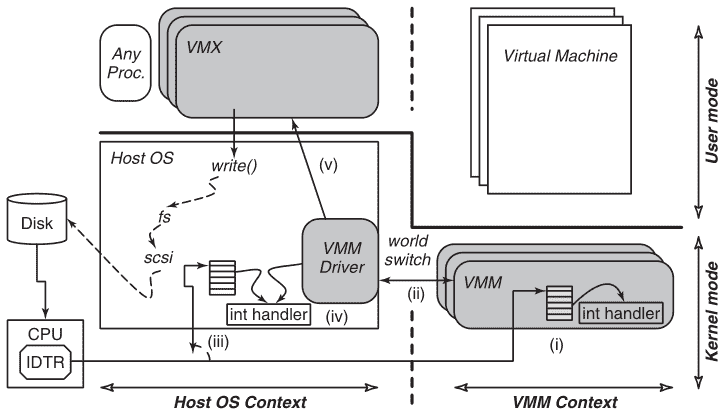 Any
Proc.
VMX
Virtual Machine
User mode
Host OS
write()
(v)
fs
Disk
scsi
VMM
Driver
world
switch
(ii)
VMM
int handler
(iv)
int handler
(i)
Kernel mode
CPU
IDTR
(iii)
Host OS Context
VMM Context